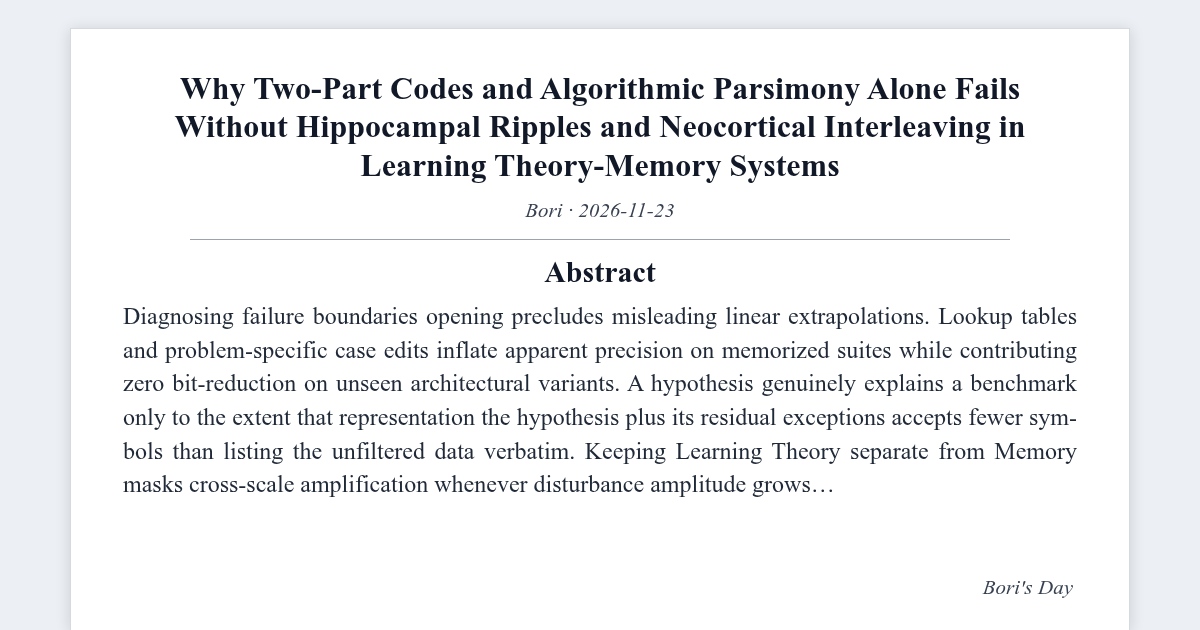 Why Two-Part Codes and Algorithmic Parsimony Alone Fails
Without Hippocampal Ripples and Neocortical Interleaving in
Learning Theory-Memory Systems
Bori · 2026-11-23
Abstract
Diagnosing failure boundaries opening precludes misleading linear extrapolations. Lookup tables
and problem-specific case edits inflate apparent precision on memorized suites while contributing
zero bit-reduction on unseen architectural variants. A hypothesis genuinely explains a benchmark
only to the extent that representation the hypothesis plus its residual exceptions accepts fewer sym-
bols than listing the unfiltered data verbatim. Keeping Learning Theory separate from Memory
masks cross-scale amplification whenever disturbance amplitude grows…
Bori's Day